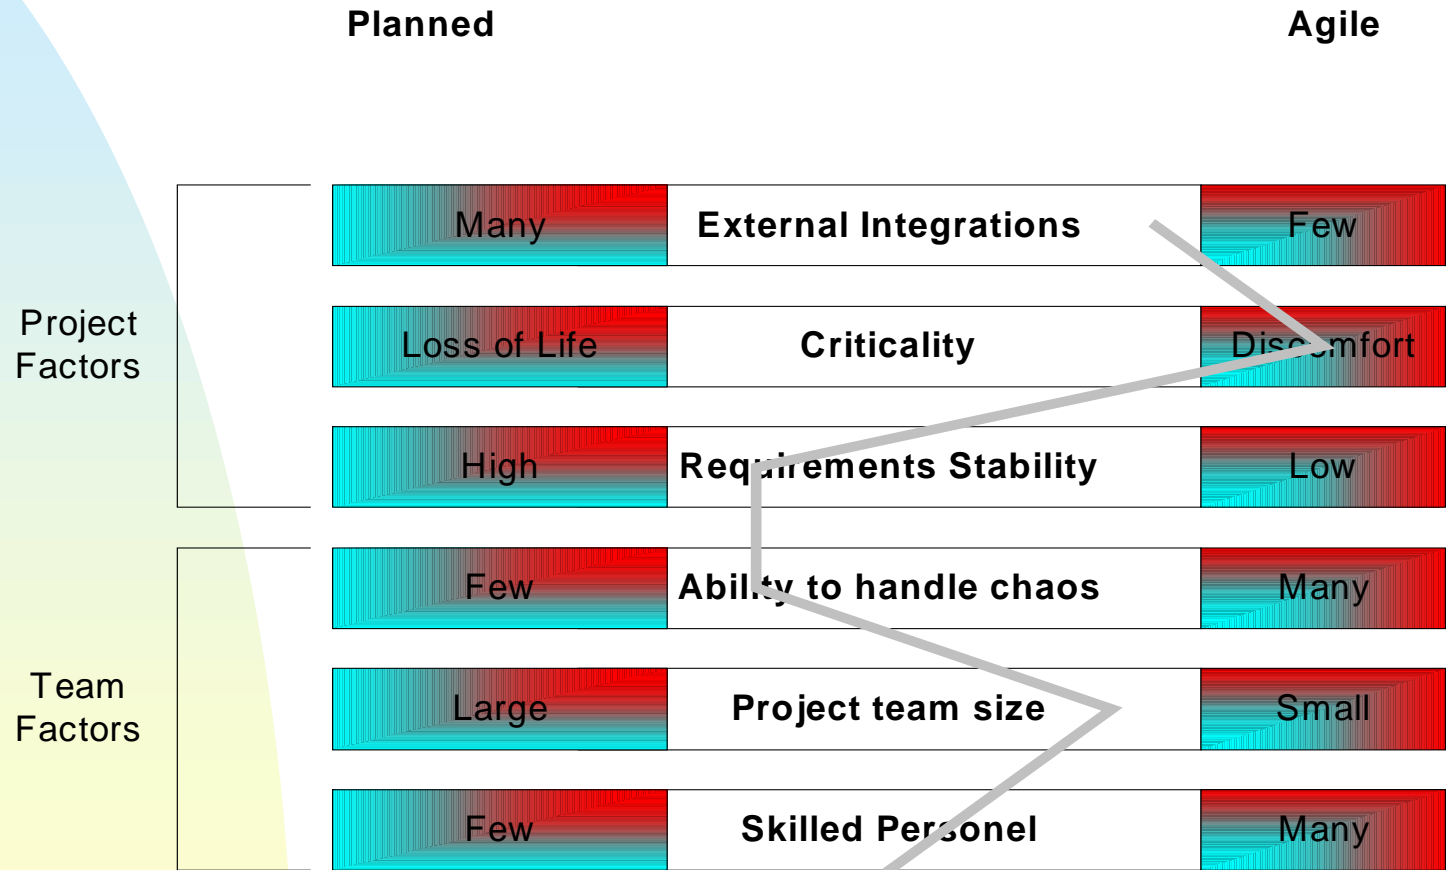 Planned Agile
Many External Integrations Few
Project
Factors
Loss of Life Criticality Discomfort
High Requirements Stability Low
Few Ability to handle chaos Many
Team
Factors
Large Project team size Small
Few Skilled Personel Many